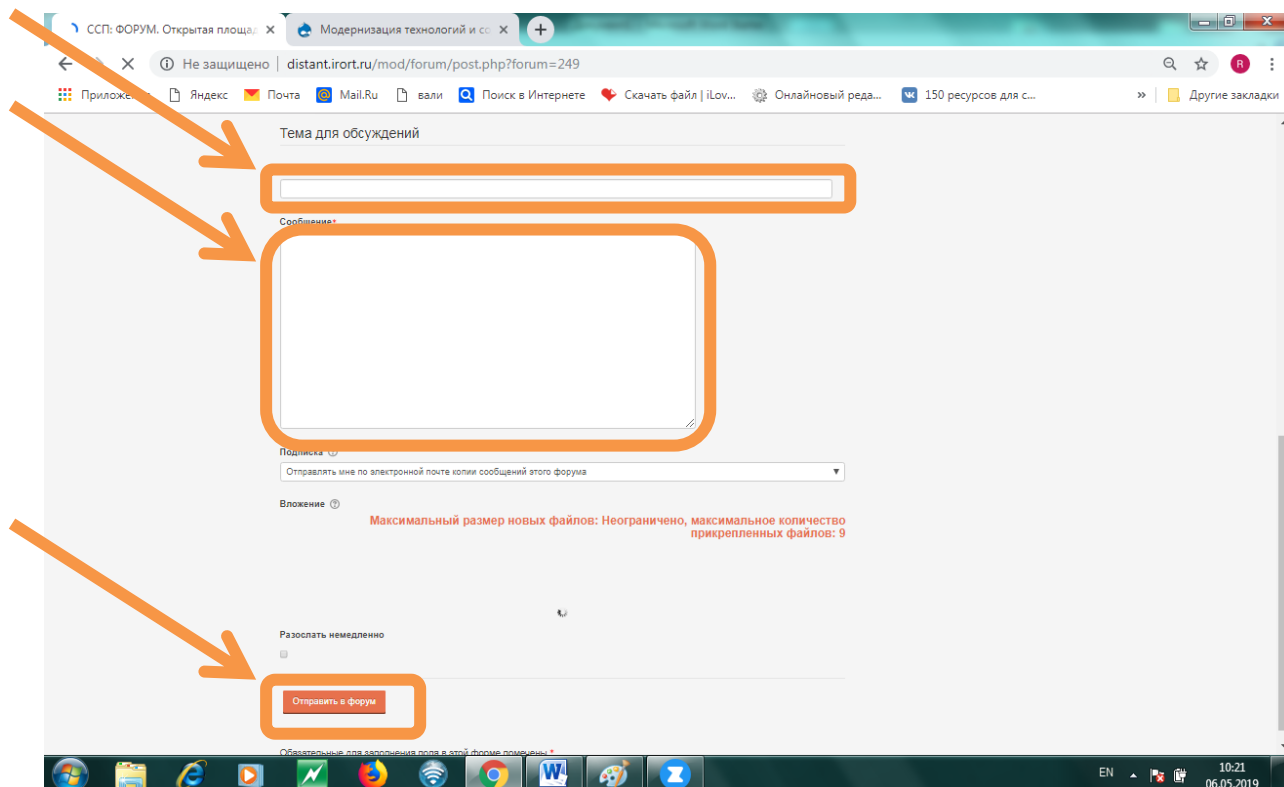 ССП: ФОРУМ. Открытая площад
Модернизация технологий и со
Не защищено | distant.irort.ru/mod/forum/post.php?forum=249
R
Приложения Яндекс Почта Mail.Ru вали Поиск в Интернете Скачать файл | iLov... Онлайновый реда... 150 ресурсов для с... » Другие закладки
Тема для обсуждений
Сообщение*
Подписка
Отправлять мне по электронной почте копии сообщений этого форума
Вложение
Максимальный размер новых файлов: Неограничено, максимальное количество
прикрепленных файлов: 9
Разослать немедленно
Отправить в форум
Обязательные для заполнения поля в этой форме помечены *
EN
10:21
06.05.2019